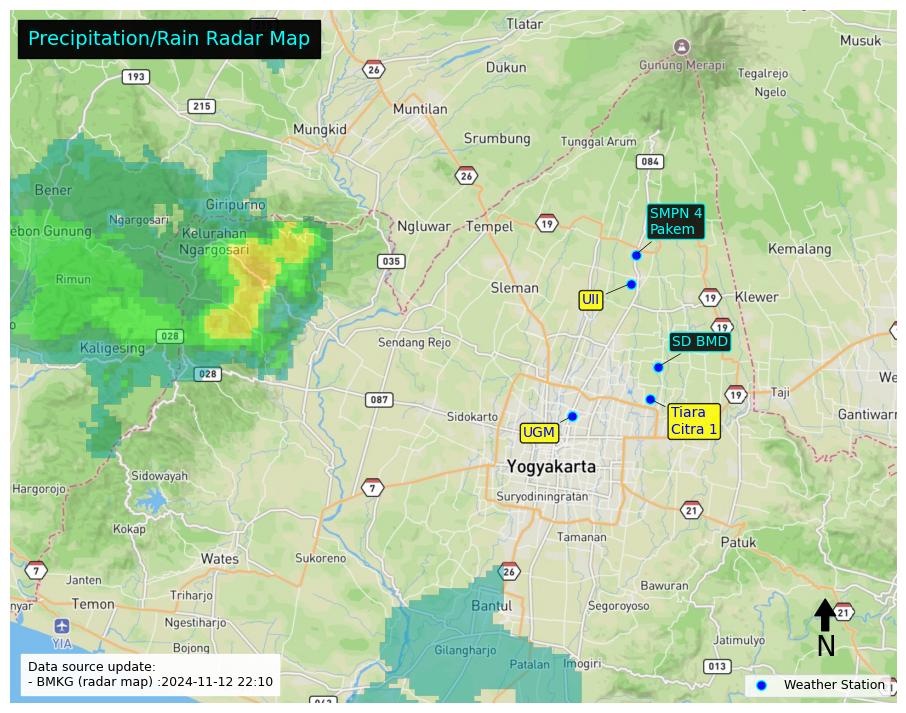 Precipitation/Rain Radar Map
Tlatar
Musuk
26
Gunung Merapi
193
Dukun
Tegalrejo
Ngelo
215
Muntilan
Mungkid
Srumbung
Tunggal Arum
084
26
Bener
Giripurno
SMPN 4
Pakem
Ngargosari
Ngluwar
Tempel
19
ebon Gunung
Kelurahan
Ngargosari
Kemalang
035
Rimun
Sleman
UII
19
Klewer
19
028
Sendang Rejo
SD BMD
Kaligesing
028
We
087
19
Taji
Sidokarto
UGM
Tiara
Citra 1
Gantiwarn
Yogyakarta
Sidowayah
7
Suryodiningratan
Hargorojo
21
Kokap
Tamanan
Patuk
Wates
Sukoreno
7
26
Janten
Bawuran
nyar
Temon
Triharjo
Bantul
Segoroyoso
21
Ngestiharjo
YIA
Bojong
Gilangharjo
Jatimulyo
N
Patalan
Imogiri
013
Data source update:
- BMKG (radar map) :2024-11-12 22:10
Weather Station